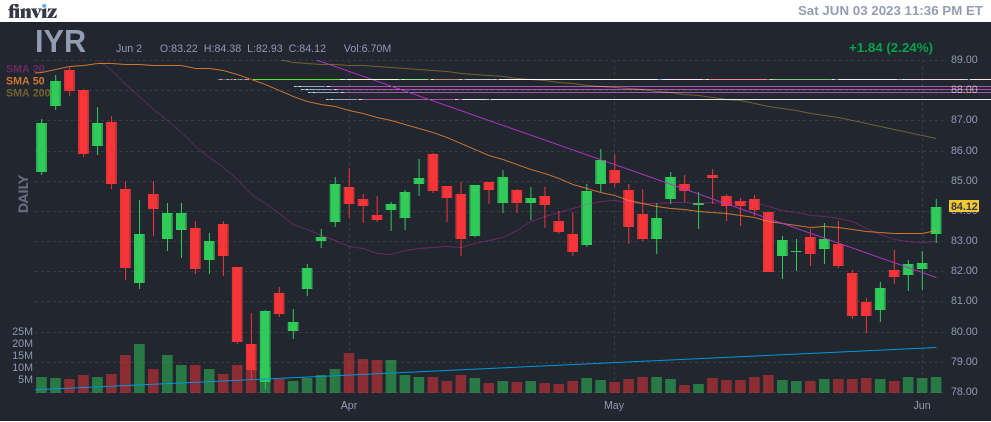 finviz
Sat JUN 03 2023 11:36 PM ET
IYR
Jun 2 O:83.22 H:84.38 L:82.93 C:84.12 Vol:6.70M
+1.84 (2.24%)
SMA 20
SMA 50
SMA 200
DAILY
89.00
88.00
87.00
86.00
85.00
84.12
84.00
83.00
82.00
81.00
80.00
79.00
78.00
25M
20M
15M
10M
5M
Apr
May
Jun